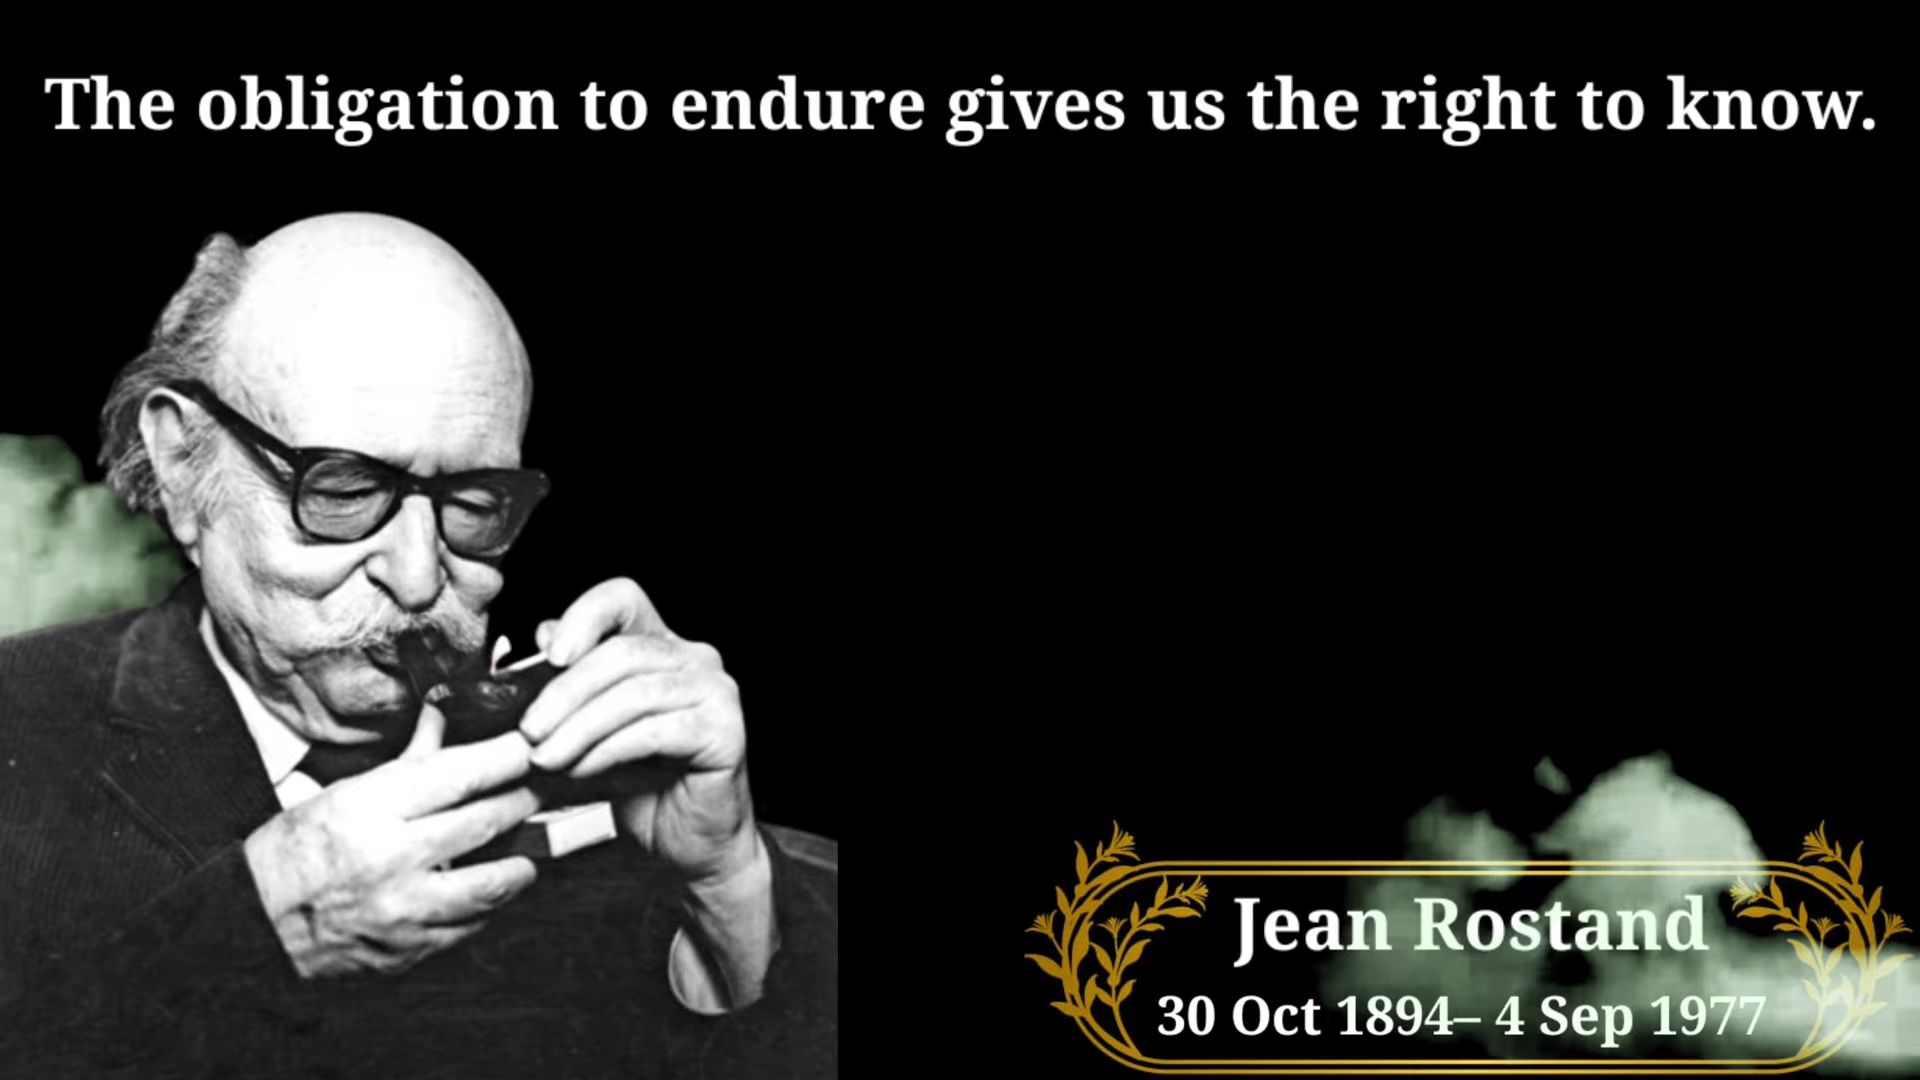 The obligation to endure gives us the right to know.
Jean Rostand
30 Oct 1894– 4 Sep 1977